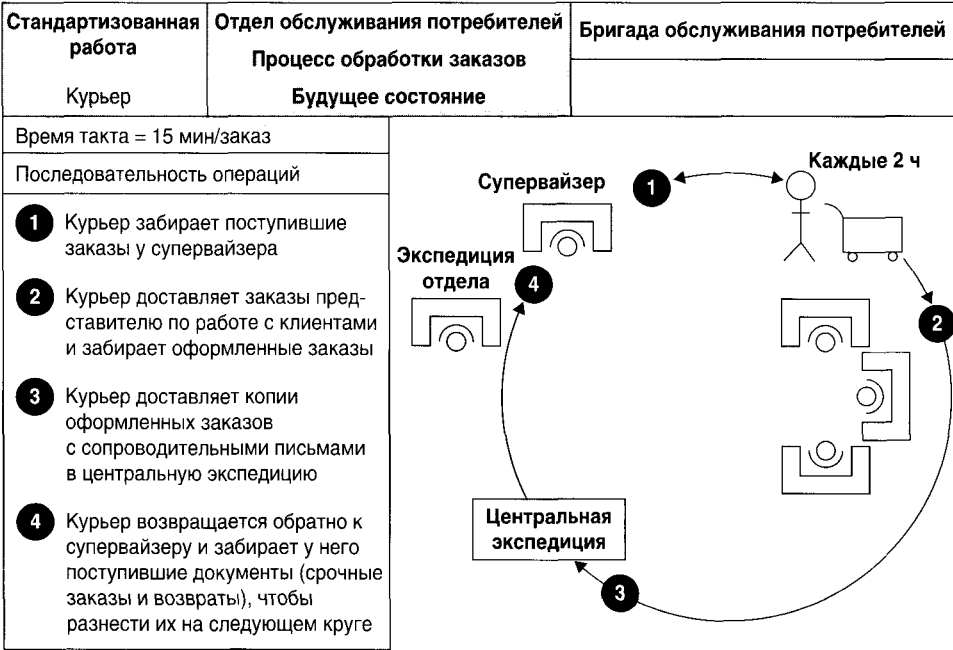 Стандартизованная
работа
Курьер
Отдел обслуживания потребителей
Процесс обработки заказов
Будущее состояние
Бригада обслуживания потребителей
Время такта = 15 мин/заказ
Последовательность операций
1 Курьер забирает поступившие
заказы у супервайзера
2 Курьер доставляет заказы пред-
ставителю по работе с клиентами
и забирает оформленные заказы
3 Курьер доставляет копии
оформленных заказов
с сопроводительными письмами
в центральную экспедицию
4 Курьер возвращается обратно к
супервайзеру и забирает у него
поступившие документы (срочные
заказы и возвраты), чтобы
разнести их на следующем круге
Каждые 2 ч
Супервайзер
1
Экспедиция
отдела
4
2
Центральная
экспедиция
3